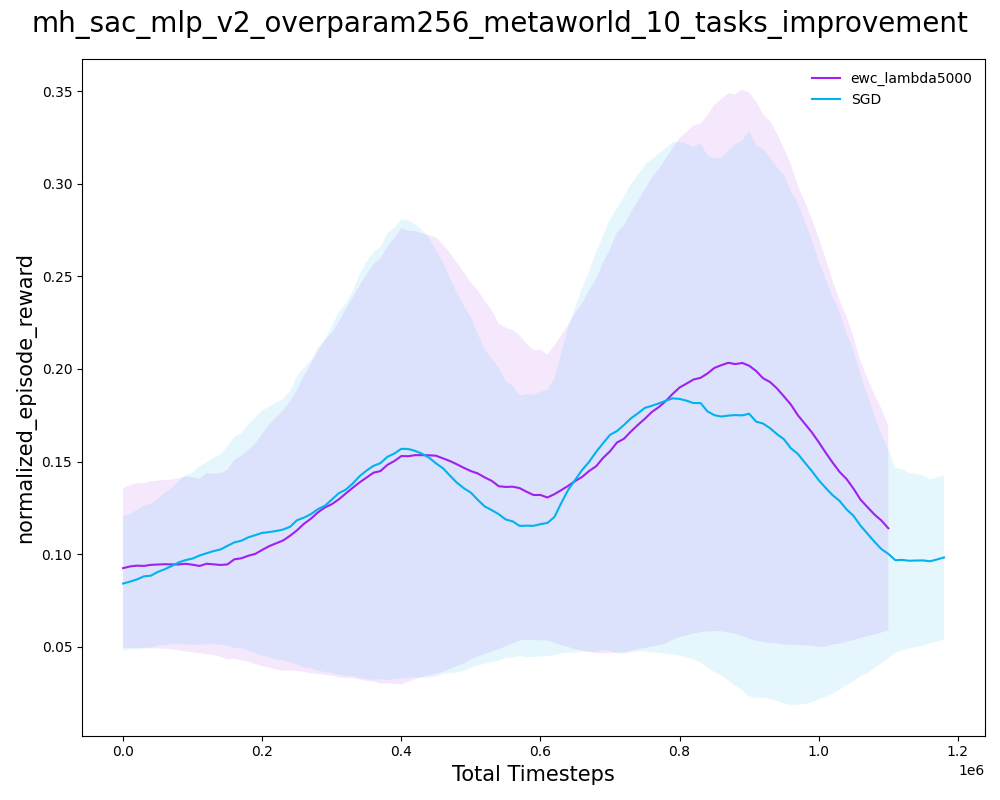 mh_sac_mlp_v2_overparam256_metaworld_10_tasks_improvement
ewc_lambda5000
SGD
normalized_episode_reward
0.35
0.30
0.25
0.20
0.15
0.10
0.05
0.0 0.2 0.4 0.6 0.8 1.0 1.2
1e6
Total Timesteps